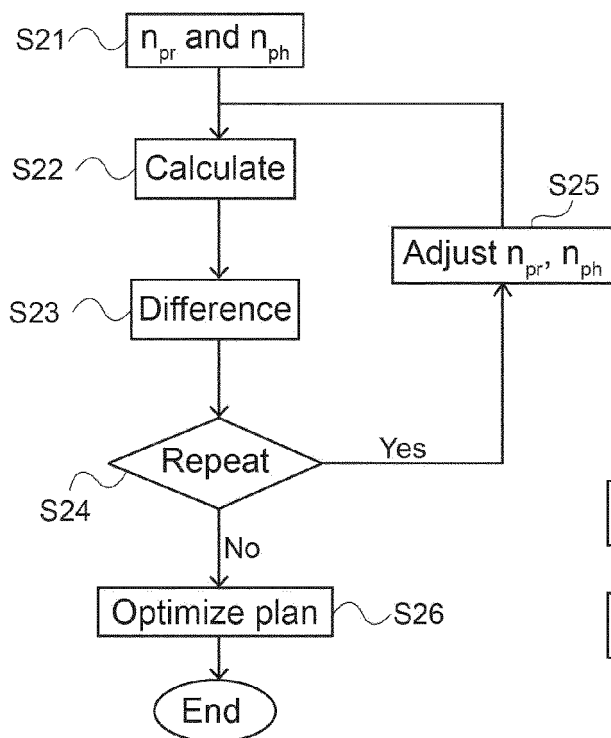 S21
n_pr and n_ph
S22
Calculate
S25
Adjust n_pr, n_ph
S23
Difference
Repeat
Yes
S24
No
Optimize plan
S26
End